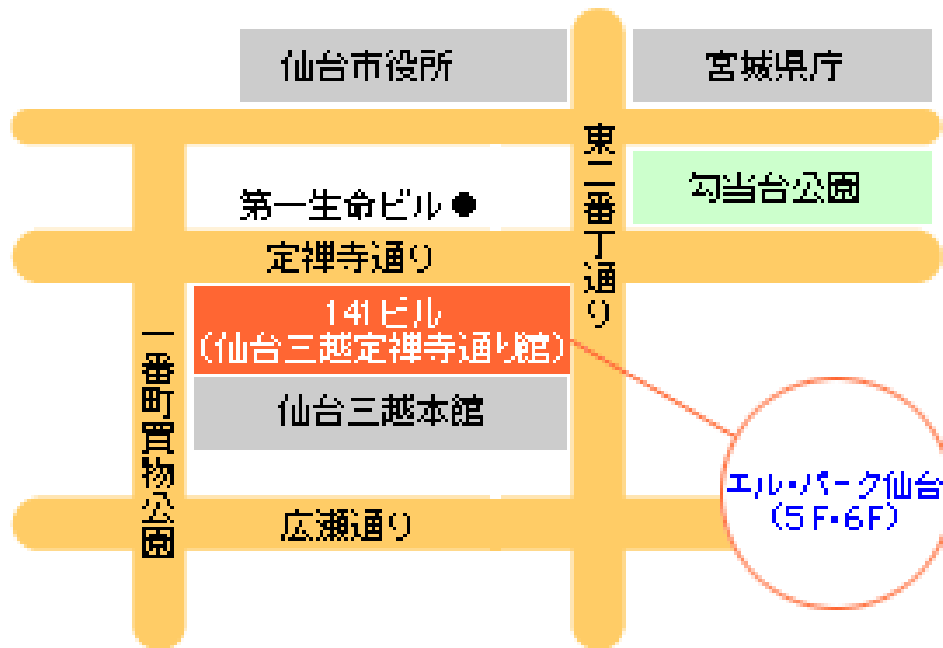 仙台市役所
宮城県庁
東二番丁通り
勾当台公園
第一生命ビル
定禅寺通り
141ビル
(仙台三越定禅寺通り館)
一番町買物公園
仙台三越本館
エル・パーク仙台
(5F・6F)
広瀬通り